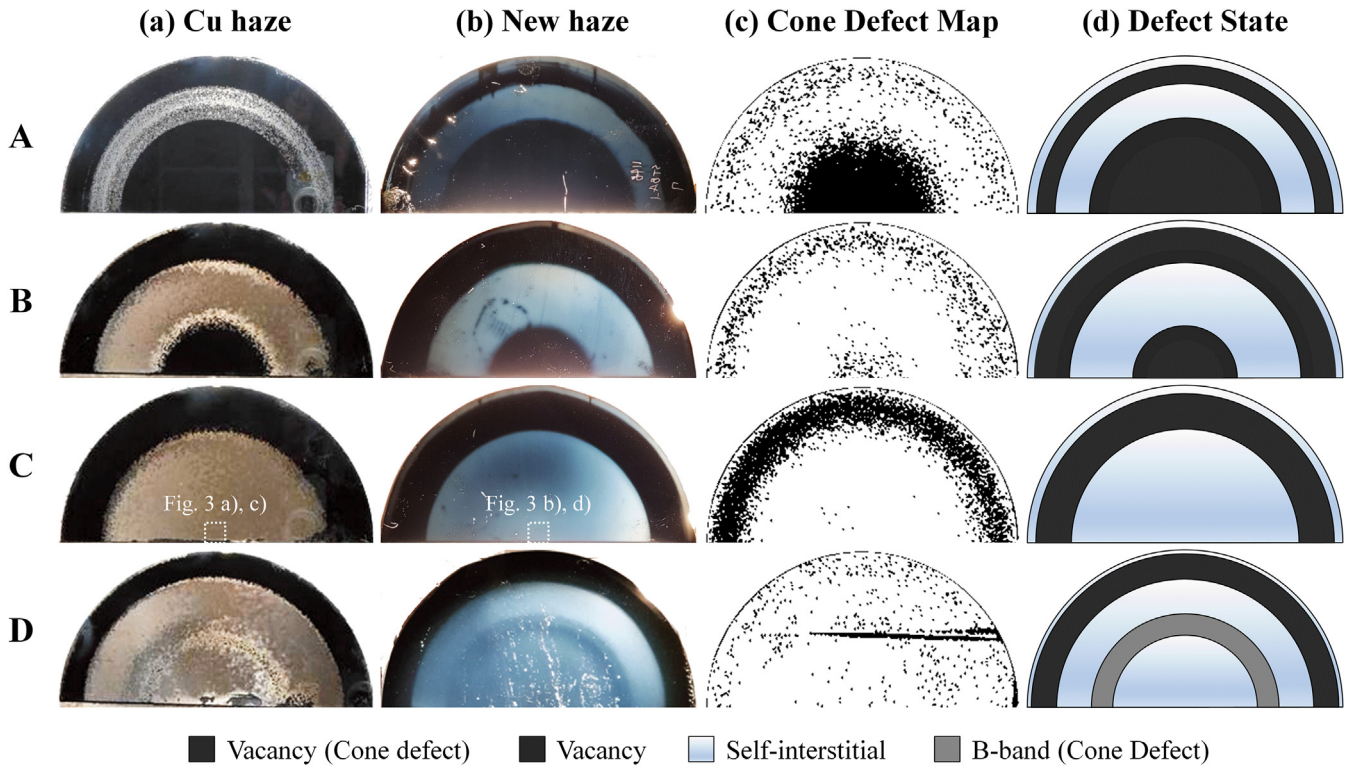 (a) Cu haze
(b) New haze
(c) Cone Defect Map
(d) Defect State
A
B
C
Fig. 3 a), c)
Fig. 3 b), d)
D
Vacancy (Cone defect)
Vacancy
Self-interstitial
B-band (Cone Defect)